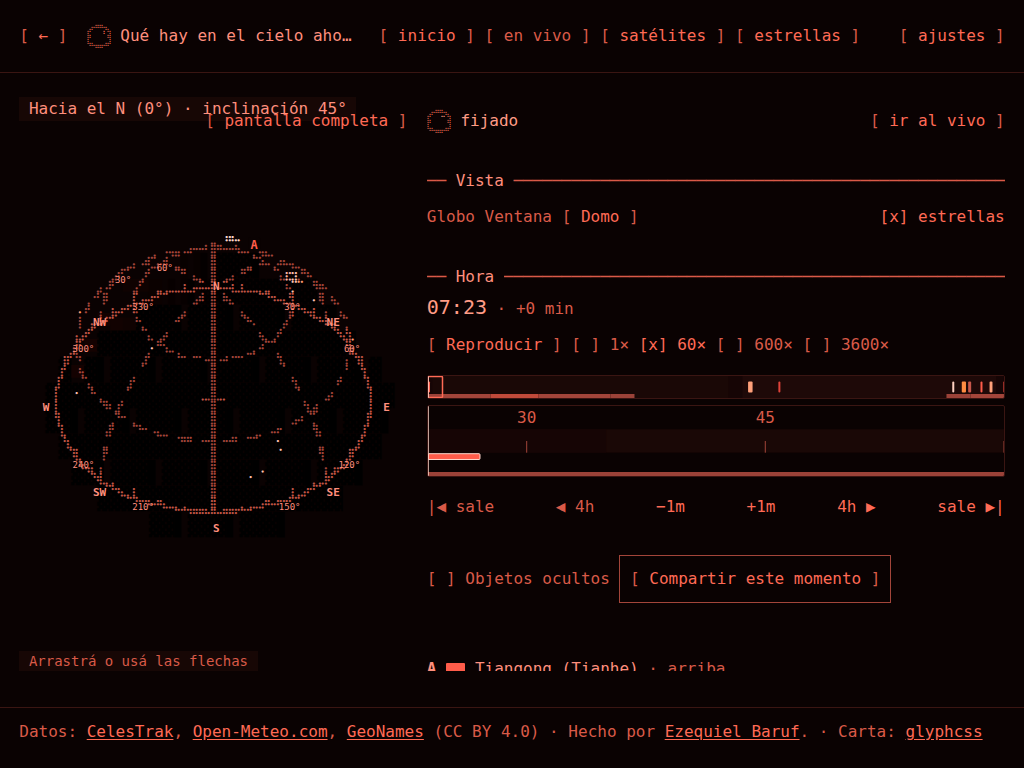 [ ← ] Qué hay en el cielo aho… [ inicio ] [ en vivo ] [ satélites ] [ estrellas ] [ ajustes ]
Hacia el N (0°) · inclinación 45°
[ pantalla completa ]
fijado [ ir al vivo ]
Vista
Globo Ventana [ Domo ] [x] estrellas
Hora
07:23 · +0 min
[ Reproducir ] [ ] 1× [x] 60× [ ] 600× [ ] 3600×
30 45
|◀ sale ◀ 4h −1m +1m 4h ▶ sale ▶|
[ ] Objetos ocultos [ Compartir este momento ]
A Tiangong (Tianhe) · arriba
A
60°
30° N
330° 30°
NW NE
300° 60°
W E
240° 120°
SW SE
210° 150°
S
Arrastrá o usá las flechas
Datos: CelesTrak, Open-Meteo.com, GeoNames (CC BY 4.0) · Hecho por Ezequiel Baruf. · Carta: glyphcss